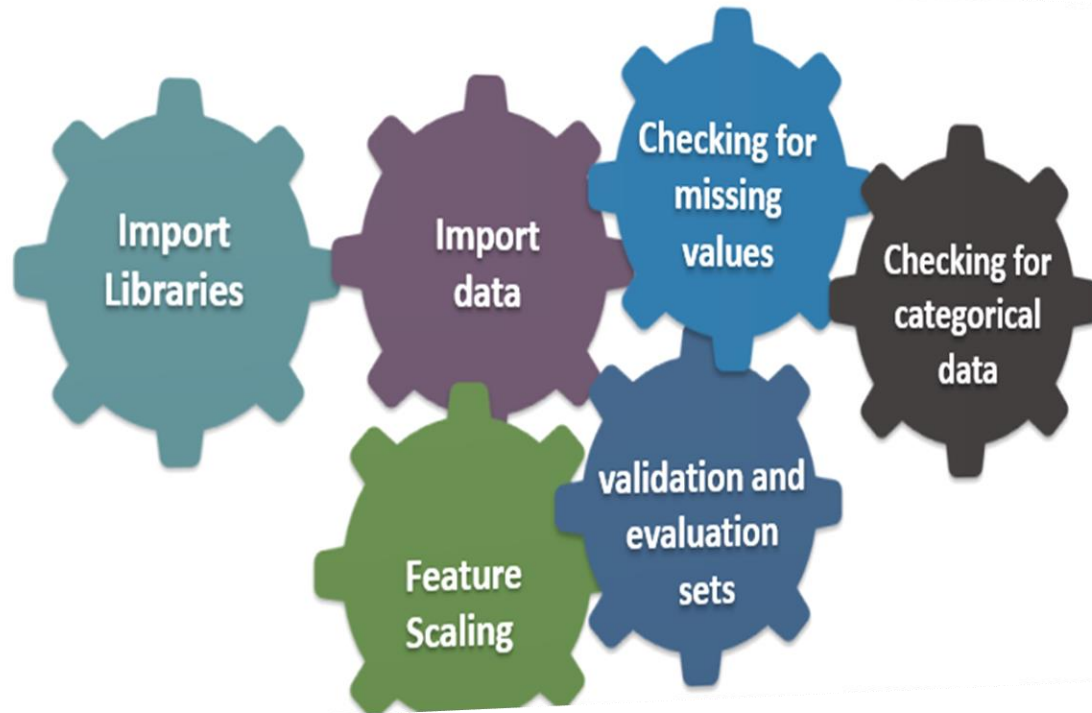 Import
Libraries
Import
data
Checking for
missing
values
Checking for
categorical
data
Feature
Scaling
validation and
evaluation
sets